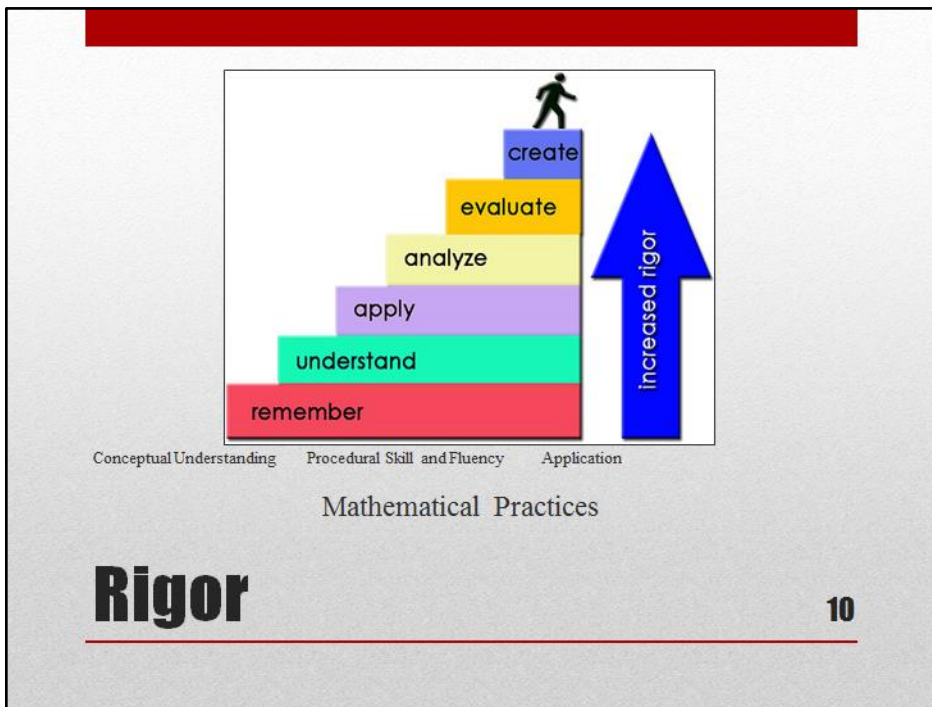 create
evaluate
analyze
apply
understand
remember
increased rigor
Conceptual Understanding Procedural Skill and Fluency Application
Mathematical Practices
Rigor
10